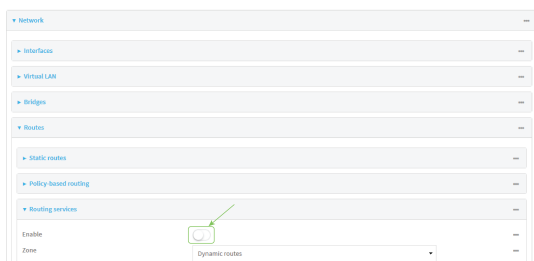 Network
Interfaces
Virtual LAN
Bridges
Routes
Static routes
Policy-based routing
Routing services
Enable
Zone
Dynamic routes